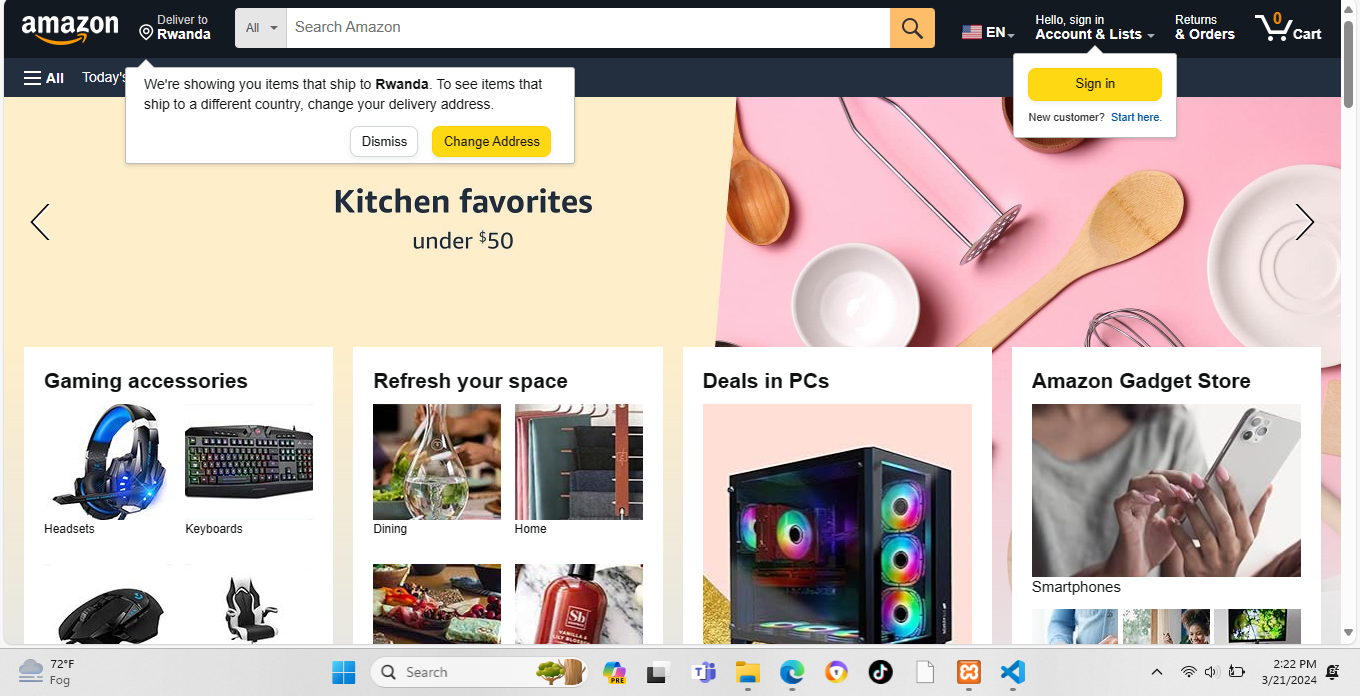 amazon
Deliver to
Rwanda
All
Search Amazon
EN
Hello, sign in
Account & Lists
Returns
& Orders
0
Cart
All
Today's
We're showing you items that ship to Rwanda. To see items that
ship to a different country, change your delivery address.
Dismiss
Change Address
Sign in
New customer? Start here.
Kitchen favorites
under $50
Gaming accessories
Headsets
Keyboards
Refresh your space
Dining
Home
Sb
VANILLA &
Deals in PCs
Amazon Gadget Store
Smartphones
72°F
Fog
Search
PRE
2:22 PM
3/21/2024